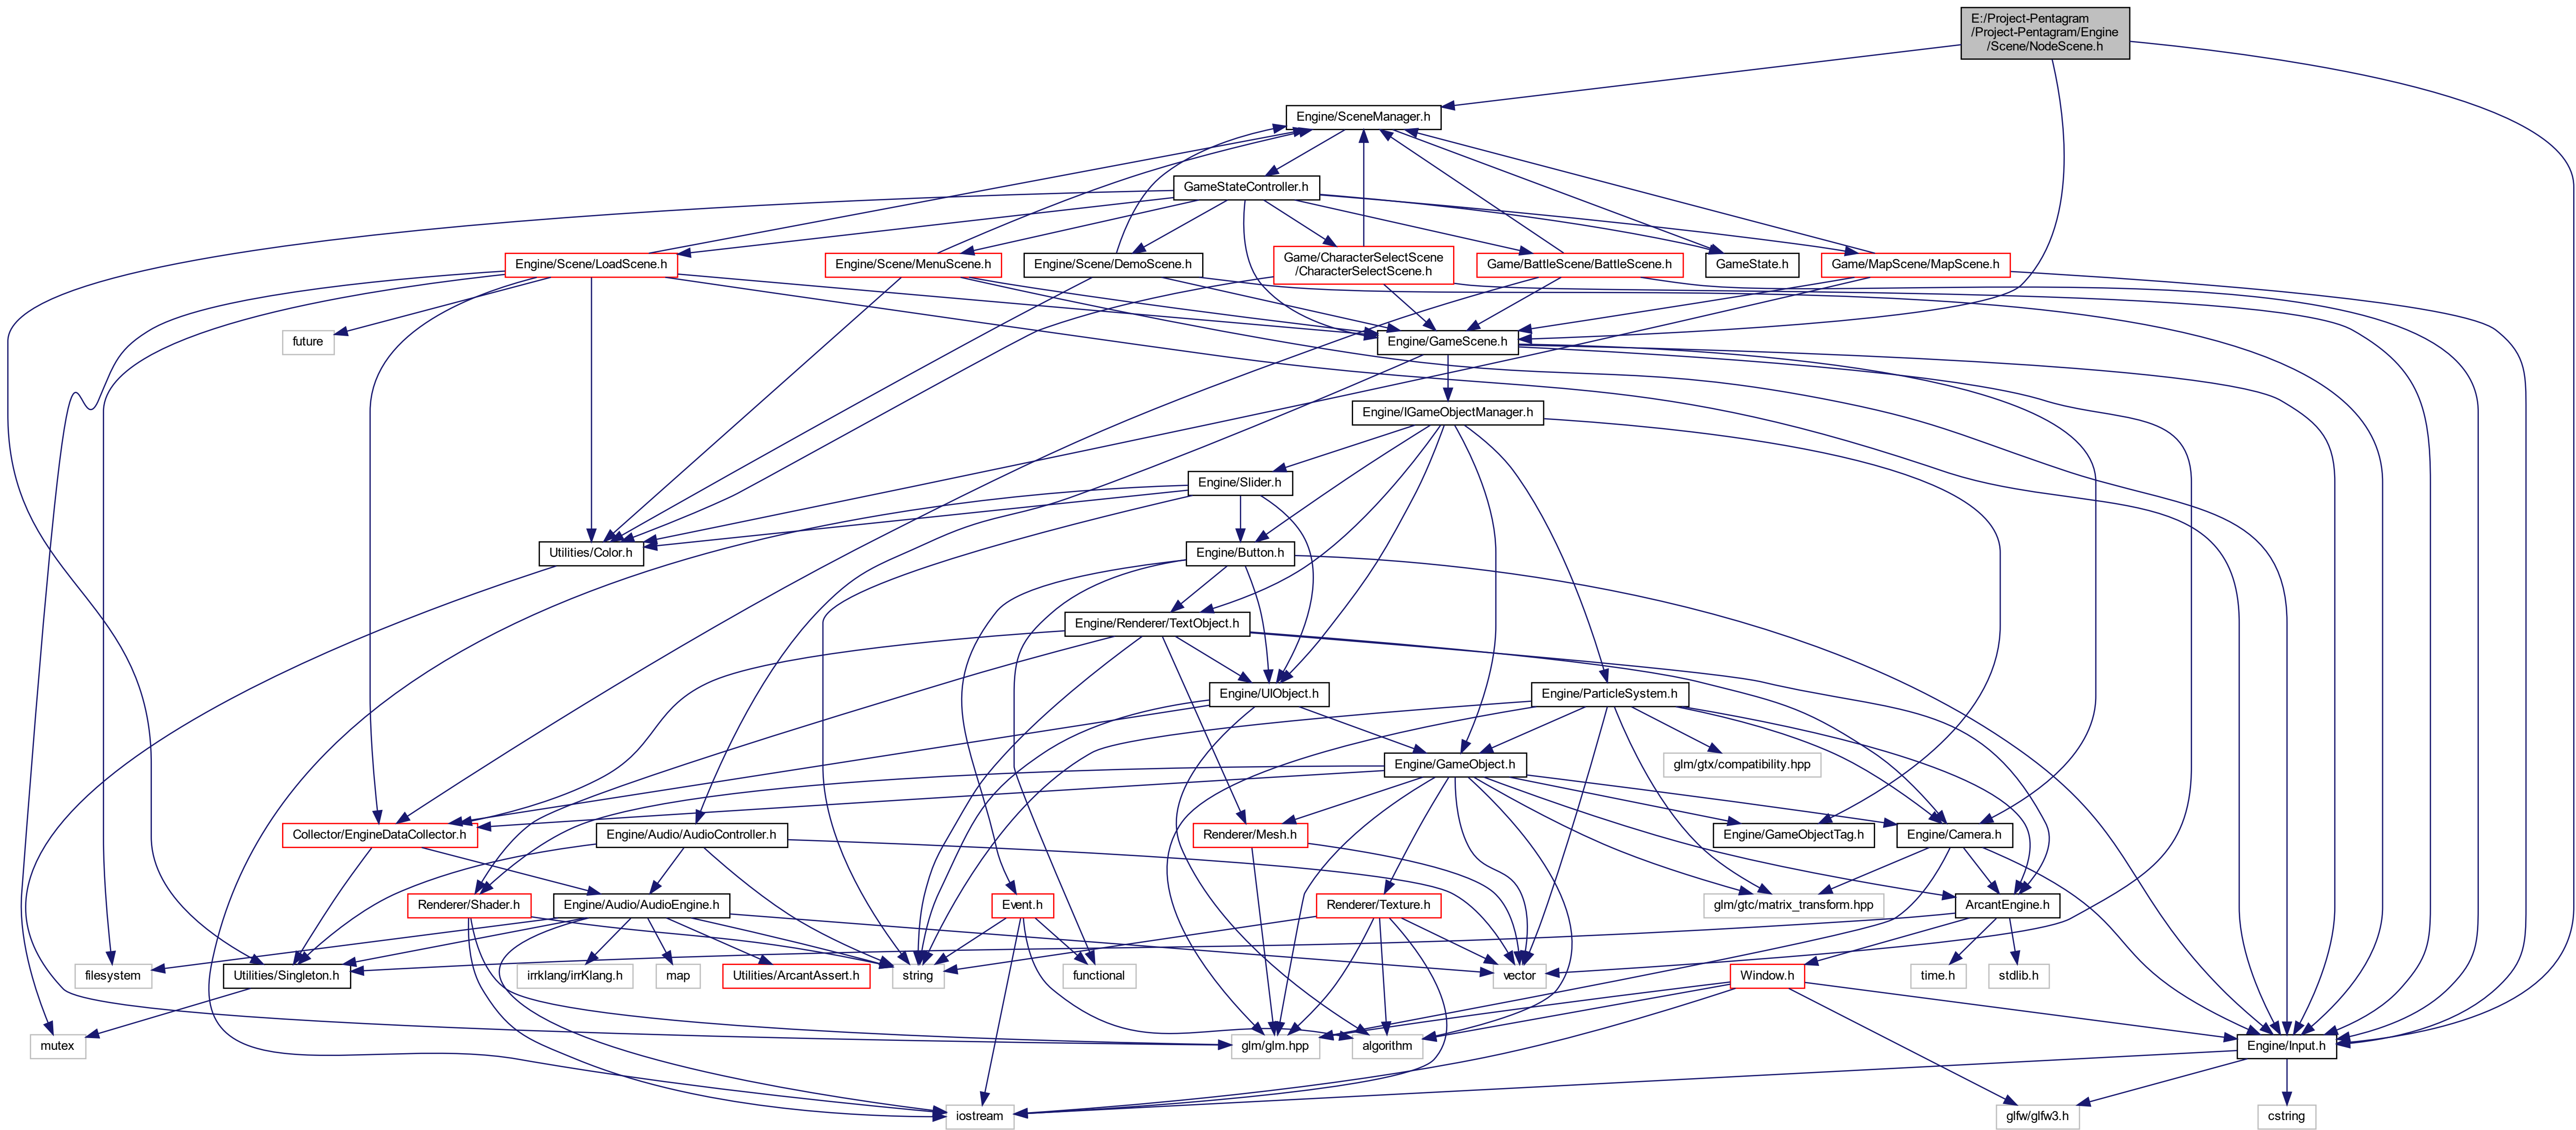 E:/Project-Pentagram
/Project-Pentagram/Engine
/Scene/NodeScene.h
Engine/SceneManager.h
GameStateController.h
Engine/Scene/LoadScene.h
Engine/Scene/MenuScene.h
Engine/Scene/DemoScene.h
Game/CharacterSelectScene
/CharacterSelectScene.h
Game/BattleScene/BattleScene.h
GameState.h
Game/MapScene/MapScene.h
future
Engine/GameScene.h
Engine/IGameObjectManager.h
Engine/Slider.h
Utilities/Color.h
Engine/Button.h
Engine/Renderer/TextObject.h
Engine/UIObject.h
Engine/ParticleSystem.h
Engine/GameObject.h
glm/gtx/compatibility.hpp
Collector/EngineDataCollector.h
Engine/Audio/AudioController.h
Renderer/Mesh.h
Engine/GameObjectTag.h
Engine/Camera.h
Renderer/Shader.h
Engine/Audio/AudioEngine.h
Event.h
Renderer/Texture.h
glm/gtc/matrix_transform.hpp
ArcantEngine.h
filesystem
Utilities/Singleton.h
irrklang/irrKlang.h
map
Utilities/ArcantAssert.h
string
functional
vector
Window.h
time.h
stdlib.h
mutex
glm/glm.hpp
algorithm
Engine/Input.h
iostream
glfw/glfw3.h
cstring